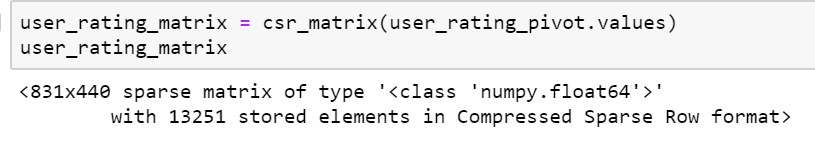 user_rating_matrix = csr_matrix(user_rating_pivot.values)
user_rating_matrix
<831x440 sparse matrix of type '<class 'numpy.float64'>'
with 13251 stored elements in Compressed Sparse Row format>